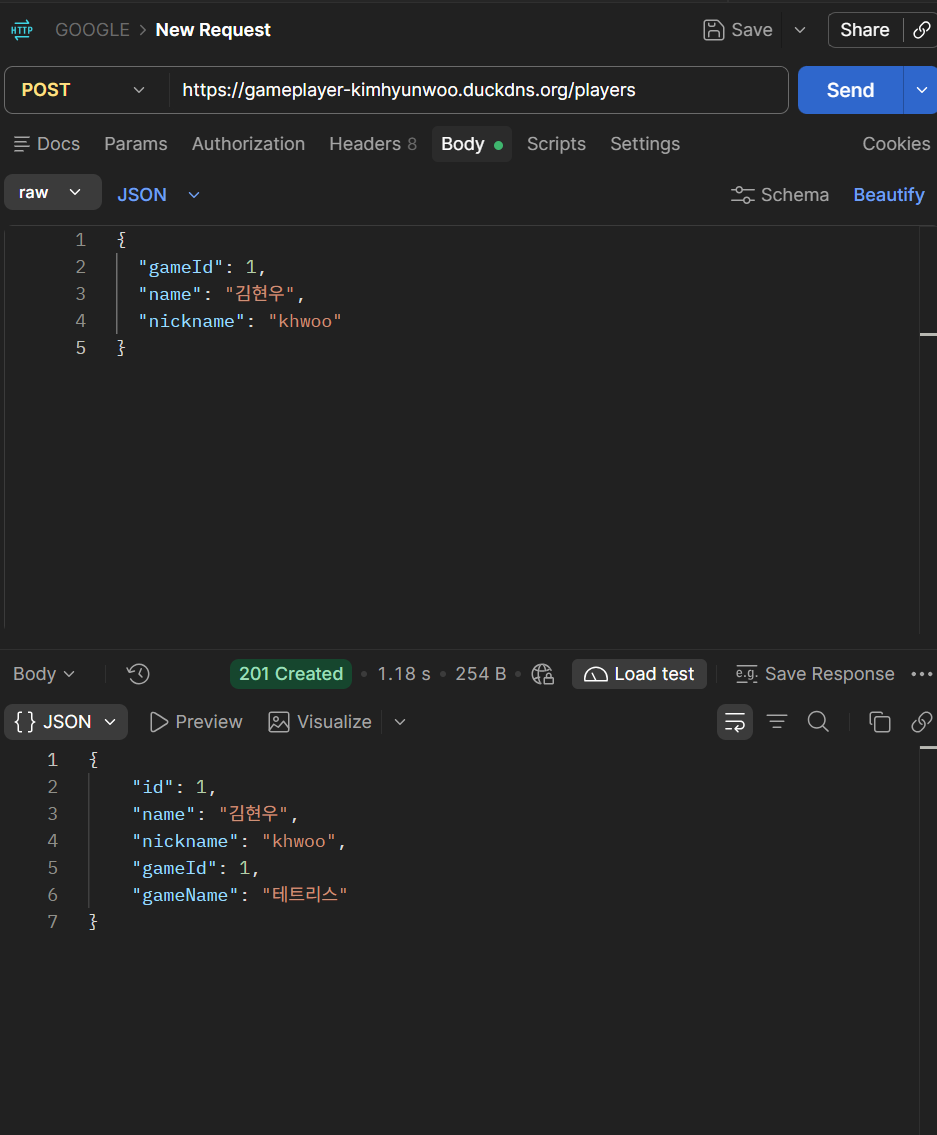 HTTP GOOGLE > New Request Save Share
POST https://gameplayer-kimhyunwoo.duckdns.org/players Send
Docs Params Authorization Headers 8 Body Scripts Settings Cookies
raw JSON Schema Beautify
1 {
2 "gameId": 1,
3 "name": "김현우",
4 "nickname": "khwoo"
5 }
Body 201 Created • 1.18 s • 254 B • Load test e.g. Save Response
{} JSON Preview Visualize
1 {
2 "id": 1,
3 "name": "김현우",
4 "nickname": "khwoo",
5 "gameId": 1,
6 "gameName": "테트리스"
7 }